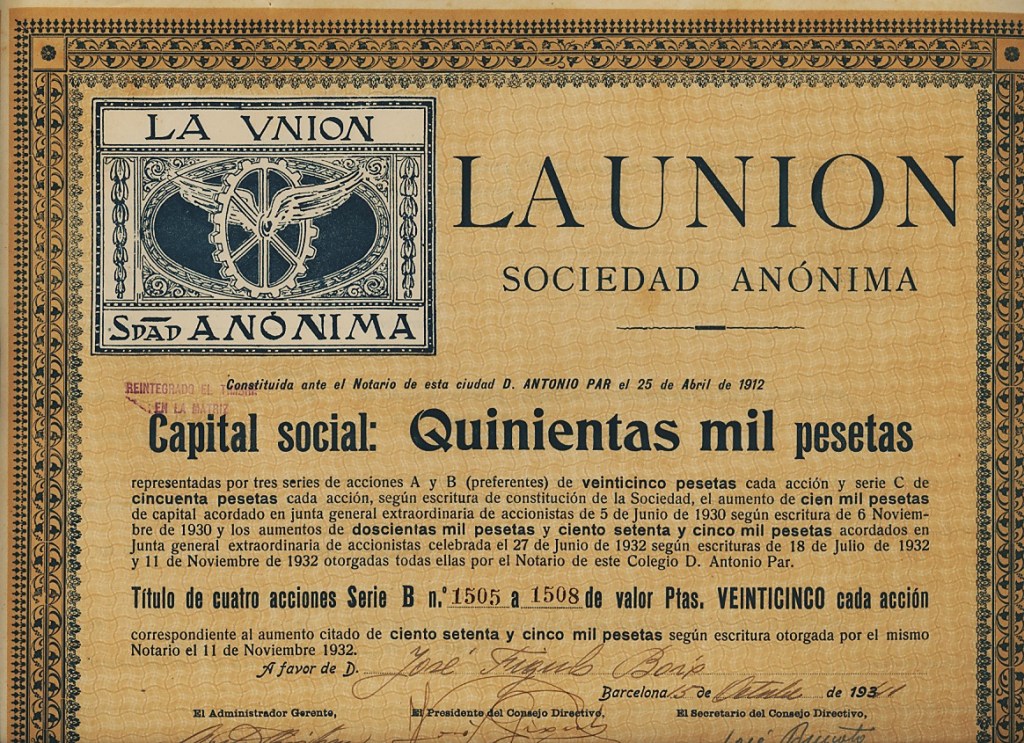 LA VNION
SDAD ANÓNIMA
LA UNION
SOCIEDAD ANÓNIMA
Constituida ante el Notario de esta ciudad D. ANTONIO PAR el 25 de Abril de 1912
REINTEGRADO EL
EN LA MATRIZ
Capital social: Quinientas mil pesetas
representadas por tres series de acciones A y B (preferentes) de veinticinco pesetas cada acción y serie C de
cincuenta pesetas cada acción, según escritura de constitución de la Sociedad, el aumento de cien mil pesetas
de capital acordado en junta general extraordinaria de accionistas de 5 de Junio de 1930 según escritura de 6 Noviem-
bre de 1930 y los aumentos de doscientas mil pesetas y ciento setenta y cinco mil pesetas acordados en
Junta general extraordinaria de accionistas celebrada el 27 de Junio de 1932 según escrituras de 18 de Julio de 1932
y 11 de Noviembre de 1932 otorgadas todas ellas por el Notario de este Colegio D. Antonio Par.
Título de cuatro acciones Serie B n.º 1505 a 1508 de valor Ptas. VEINTICINCO cada acción
correspondiente al aumento citado de ciento setenta y cinco mil pesetas según escritura otorgada por el mismo
Notario el 11 de Noviembre 1932.
A favor de D. José
Barcelona 5 de Octubre de 193
El Administrador Gerente, El Presidente del Consejo Directivo, El Secretario del Consejo Directivo,
José